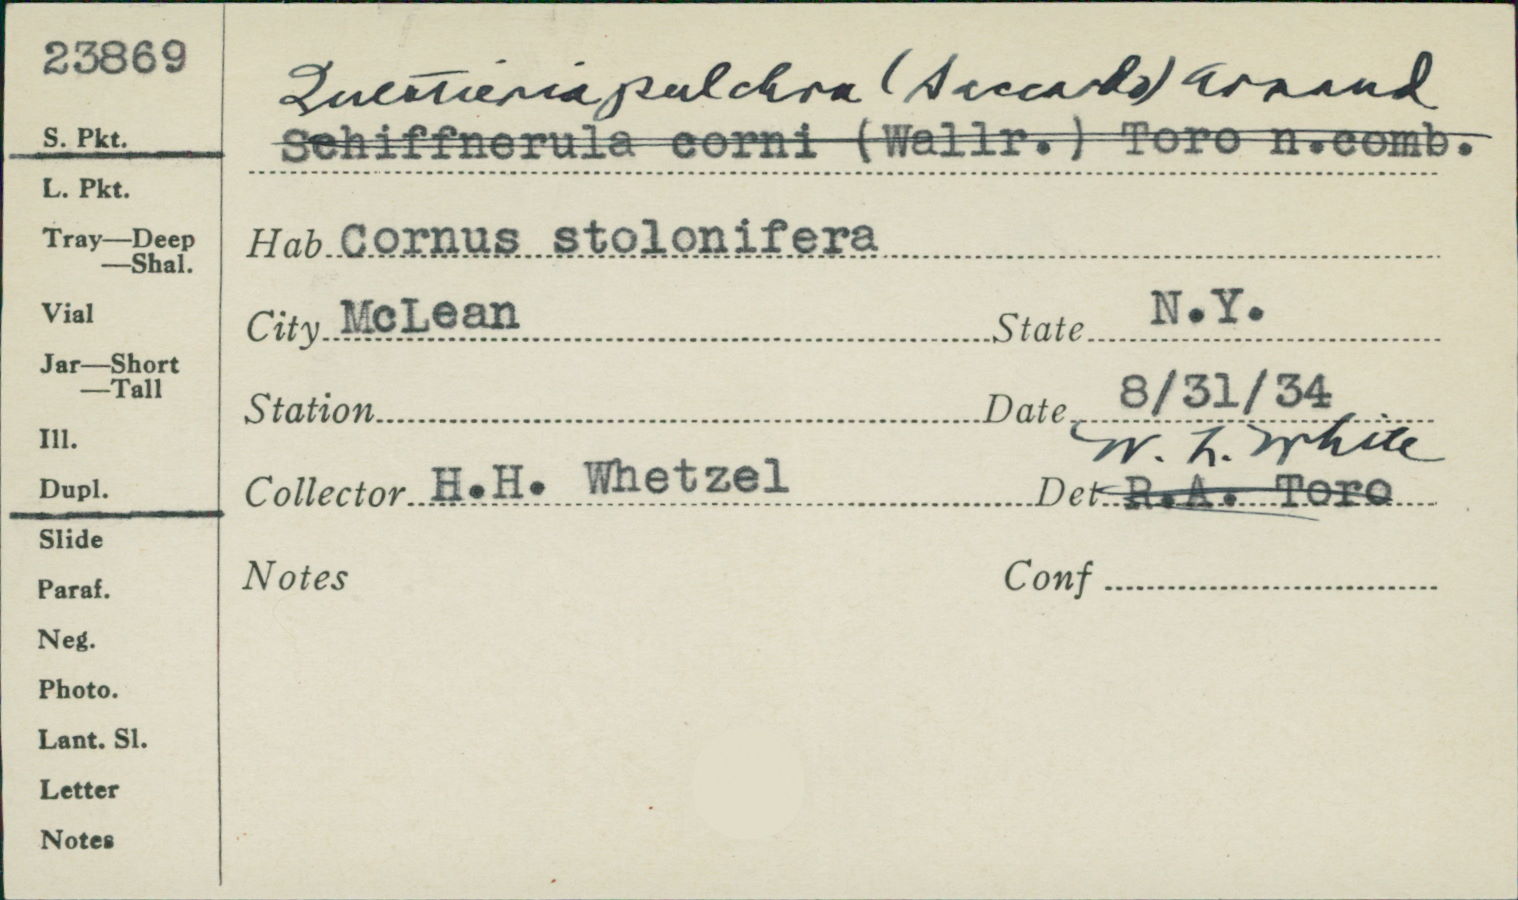 23869
Questieria pulchra (Saccardo) Arnaud
Schiffnerula corni (Wallr.) Toro n.comb.
S. Pkt.
L. Pkt.
Tray—Deep
—Shal.
Vial
Jar—Short
—Tall
Ill.
Dupl.
Slide
Paraf.
Neg.
Photo.
Lant. Sl.
Letter
Notes
Hab Cornus stolonifera
City McLean State N.Y.
Station Date 8/31/34
W. L. White
Collector H.H. Whetzel Det R.A. Toro
Notes Conf